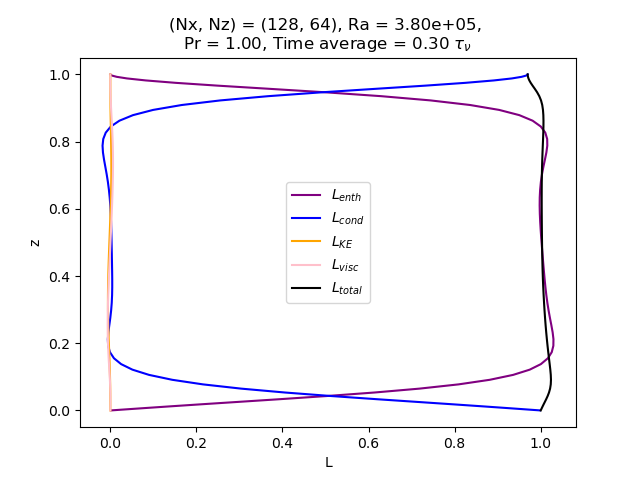 (Nx, Nz) = (128, 64), Ra = 3.80e+05,
Pr = 1.00, Time average = 0.30 τ_ν
1.0
0.8
0.6
0.4
0.2
0.0
z
L_enth
L_cond
L_KE
L_visc
L_total
0.0 0.2 0.4 0.6 0.8 1.0
L